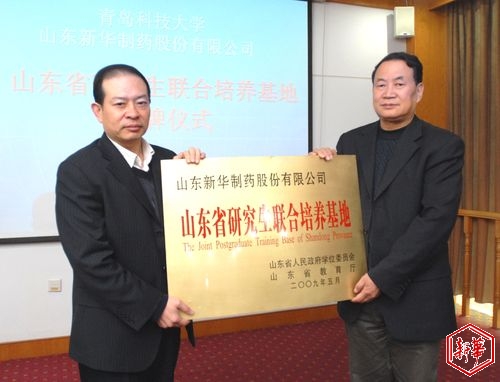 青岛科技大学
山东新华制药股份有限公司
山东省 生联合培养基地
牌仪式
山东新华制药股份有限公司
山东省研究生联合培养基地
The Joint Postgraduate Training Base of Shandong Province
山东省人民政府学位委员会
山东省教育厅
二〇〇九年五月
新華